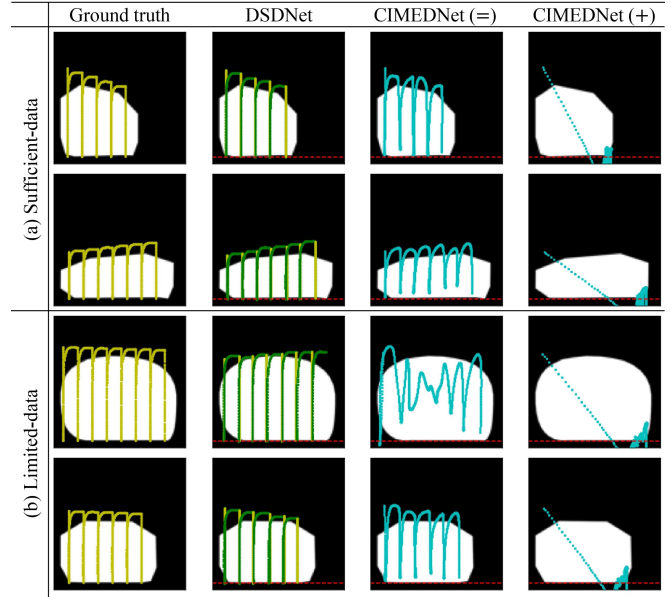 Ground truth DSDNet CIMEDNet (=) CIMEDNet (+)
(a) Sufficient-data
(b) Limited-data